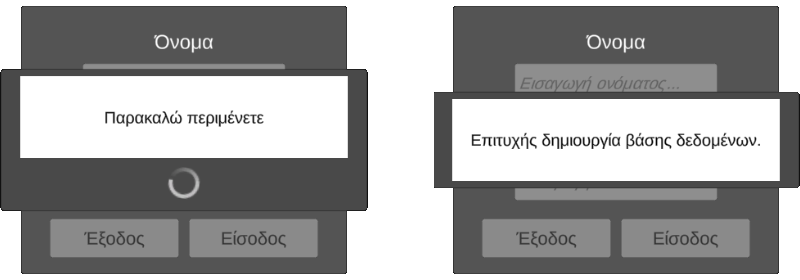 Όνομα
Παρακαλώ περιμένετε
Έξοδος
Είσοδος
Όνομα
Εισαγωγή ονόματος...
Επιτυχής δημιουργία βάσης δεδομένων.
Έξοδος
Είσοδος